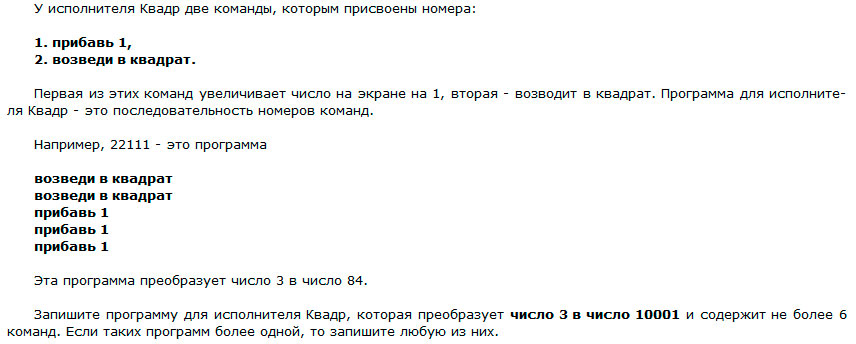 У исполнителя Квадр две команды, которым присвоены номера:
1. прибавь 1,
2. возведи в квадрат.
Первая из этих команд увеличивает число на экране на 1, вторая - возводит в квадрат. Программа для исполните-
ля Квадр - это последовательность номеров команд.
Например, 22111 - это программа
возведи в квадрат
возведи в квадрат
прибавь 1
прибавь 1
прибавь 1
Эта программа преобразует число 3 в число 84.
Запишите программу для исполнителя Квадр, которая преобразует число 3 в число 10001 и содержит не более 6
команд. Если таких программ более одной, то запишите любую из них.